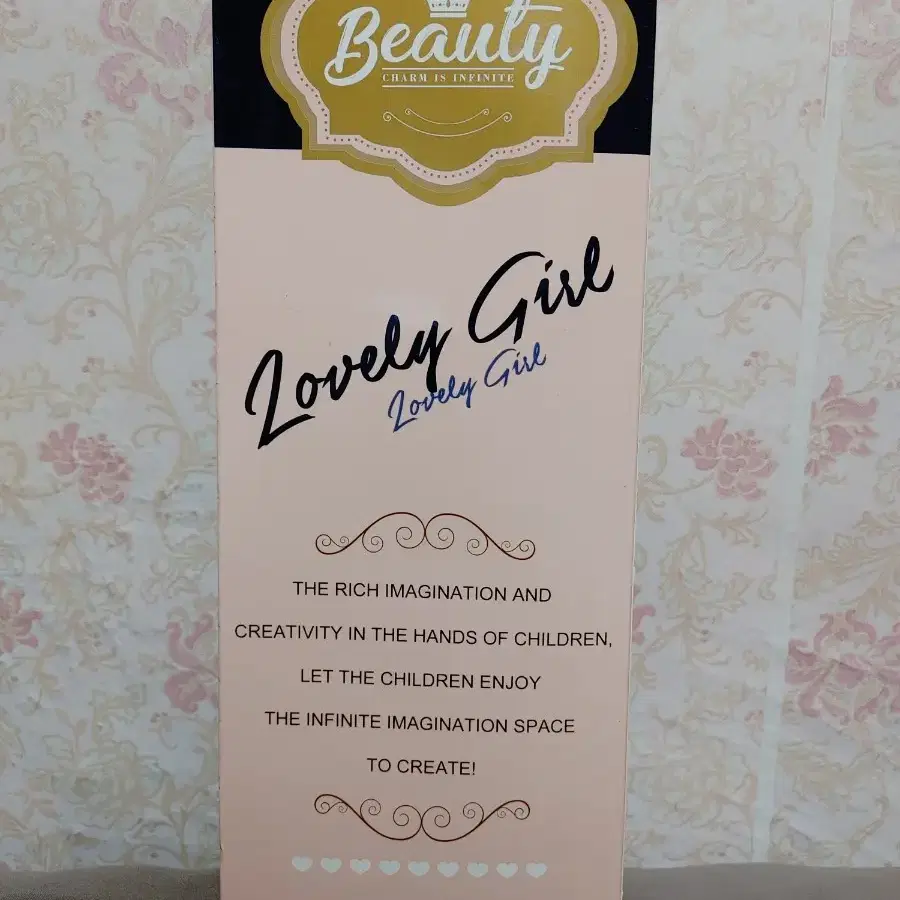 Beauty
CHARM IS INFINITE
Lovely Girl
Lovely Girl
THE RICH IMAGINATION AND
CREATIVITY IN THE HANDS OF CHILDREN,
LET THE CHILDREN ENJOY
THE INFINITE IMAGINATION SPACE
TO CREATE!